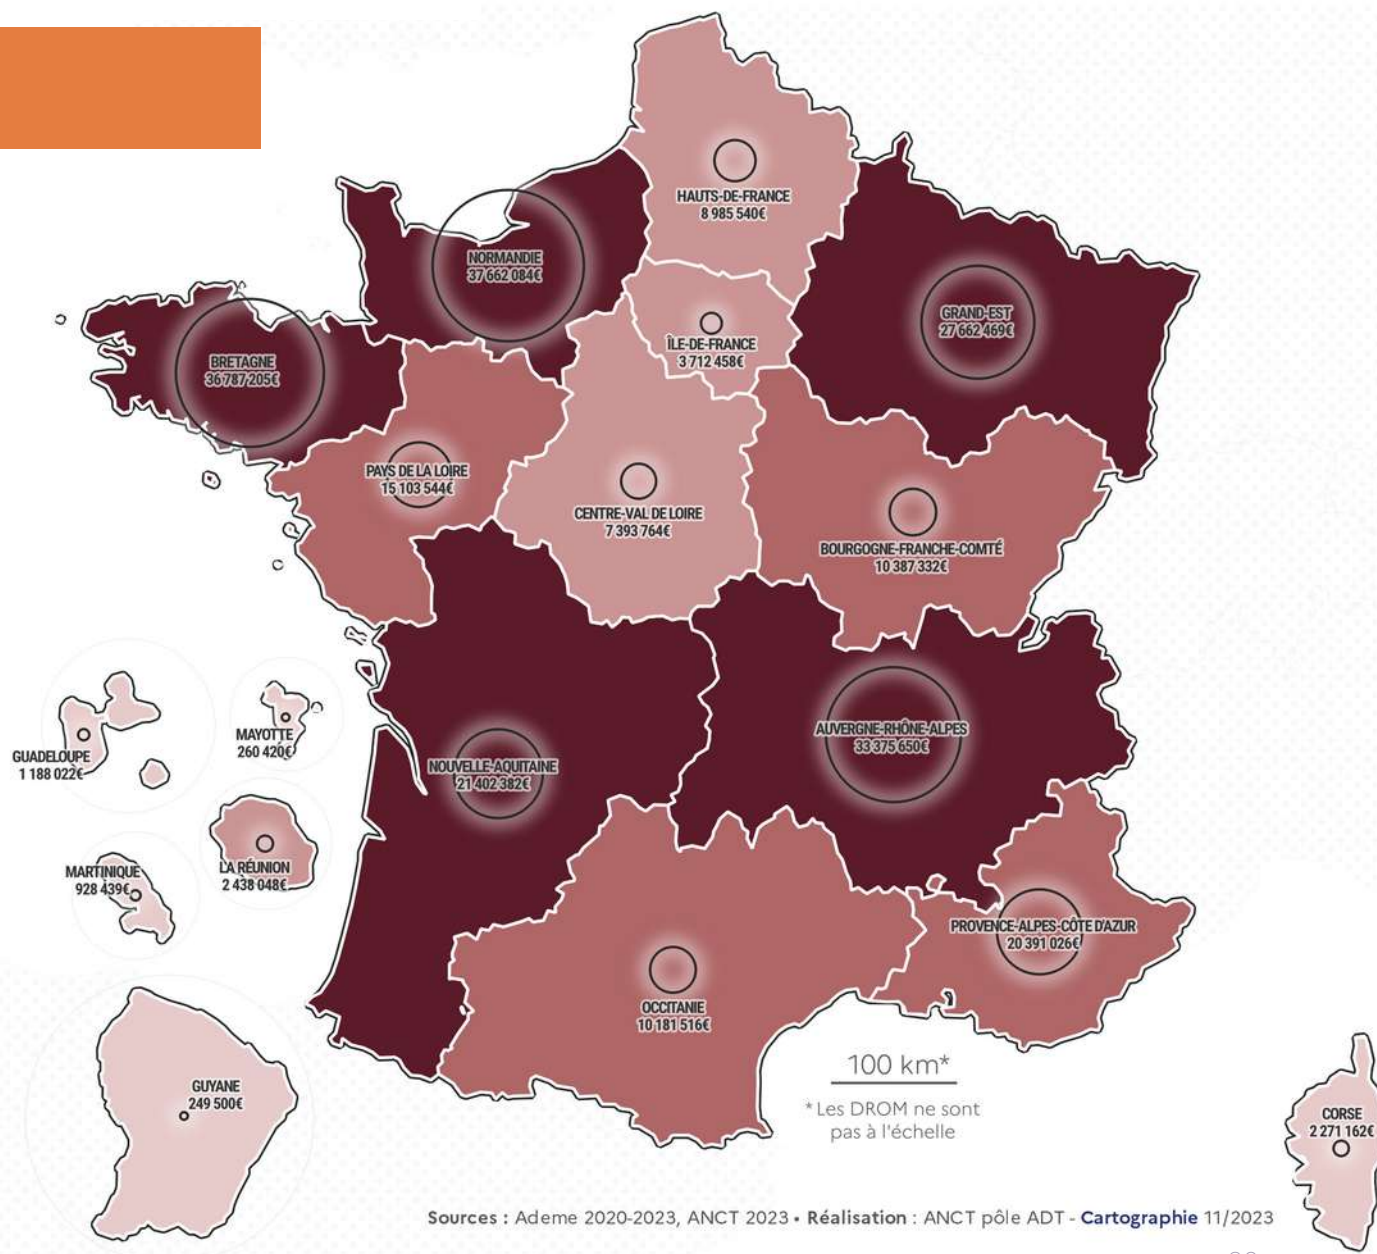 HAUTS-DE-FRANCE
8 985 540€
NORMANDIE
37 662 084€
GRAND-EST
27 662 469€
ÎLE-DE-FRANCE
3 712 458€
BRETAGNE
36 787 205€
PAYS DE LA LOIRE
15 103 544€
CENTRE-VAL DE LOIRE
7 393 764€
BOURGOGNE-FRANCHE-COMTÉ
10 387 332€
GUADELOUPE
1 188 022€
MAYOTTE
260 420€
NOUVELLE-AQUITAINE
21 402 382€
AUVERGNE-RHÔNE-ALPES
33 375 650€
MARTINIQUE
928 439€
LA RÉUNION
2 438 048€
PROVENCE-ALPES-CÔTE D'AZUR
20 391 026€
OCCITANIE
10 181 516€
GUYANE
249 500€
100 km*
* Les DROM ne sont
pas à l'échelle
CORSE
2 271 162€
Sources : Ademe 2020-2023, ANCT 2023 • Réalisation : ANCT pôle ADT - Cartographie 11/2023